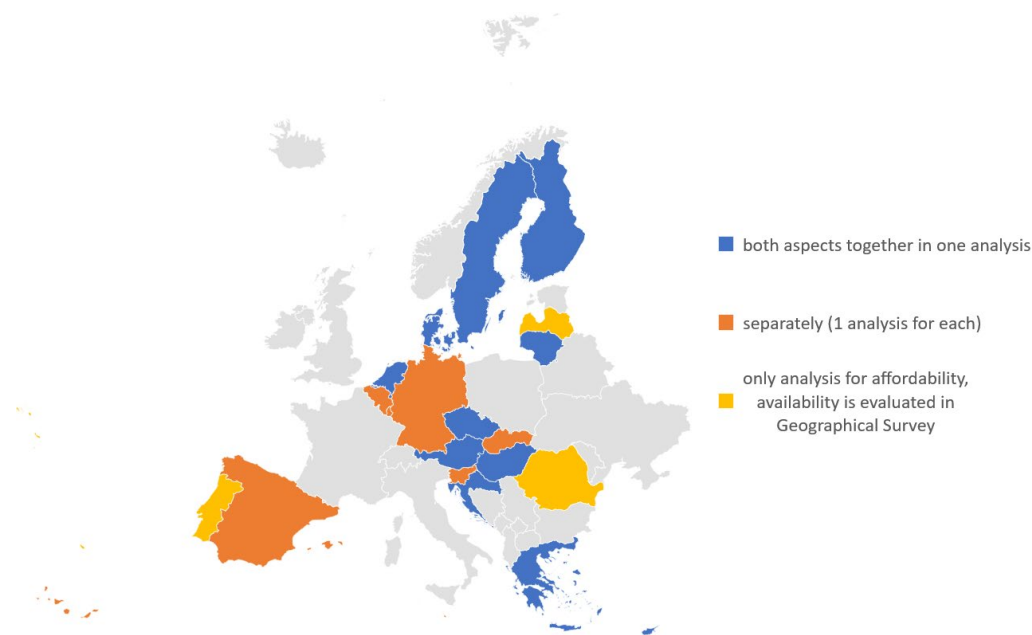 both aspects together in one analysis
separately (1 analysis for each)
only analysis for affordability,
availability is evaluated in
Geographical Survey